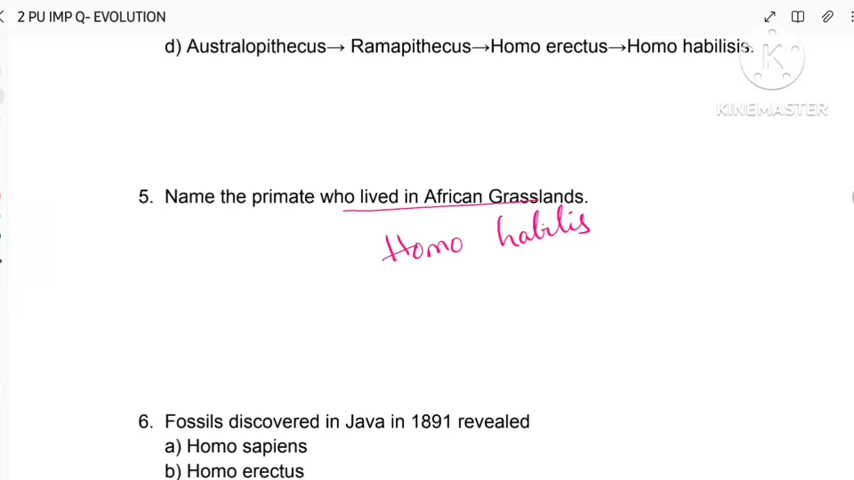 2 PU IMP Q- EVOLUTION
d) Australopithecus→ Ramapithecus→Homo erectus→Homo habilisis.
KINEMASTER
5. Name the primate who lived in African Grasslands.
Homo habilis
6. Fossils discovered in Java in 1891 revealed
a) Homo sapiens
b) Homo erectus